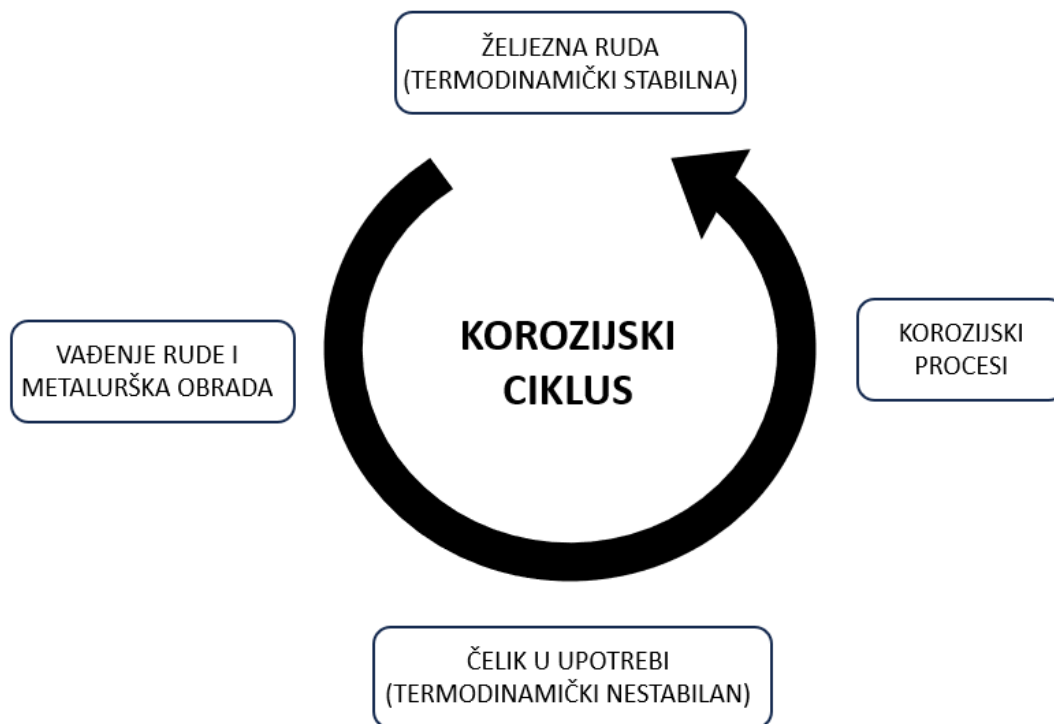 ŽELJEZNA RUDA
(TERMODINAMIČKI STABILNA)
VAĐENJE RUDE I
METALURŠKA OBRADA
KOROZIJSKI
CIKLUS
KOROZIJSKI
PROCESI
ČELIK U UPOTREBI
(TERMODINAMIČKI NESTABILAN)